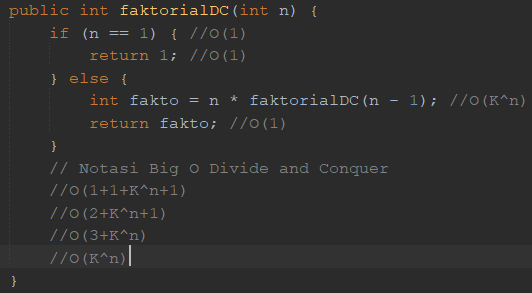 public int faktorialDC(int n) {
if (n == 1) { //O(1)
return 1; //O(1)
} else {
int fakto = n * faktorialDC(n - 1); //O(K^n)
return fakto; //O(1)
}
// Notasi Big O Divide and Conquer
//O(1+1+K^n+1)
//O(2+K^n+1)
//O(3+K^n)
//O(K^n)
}